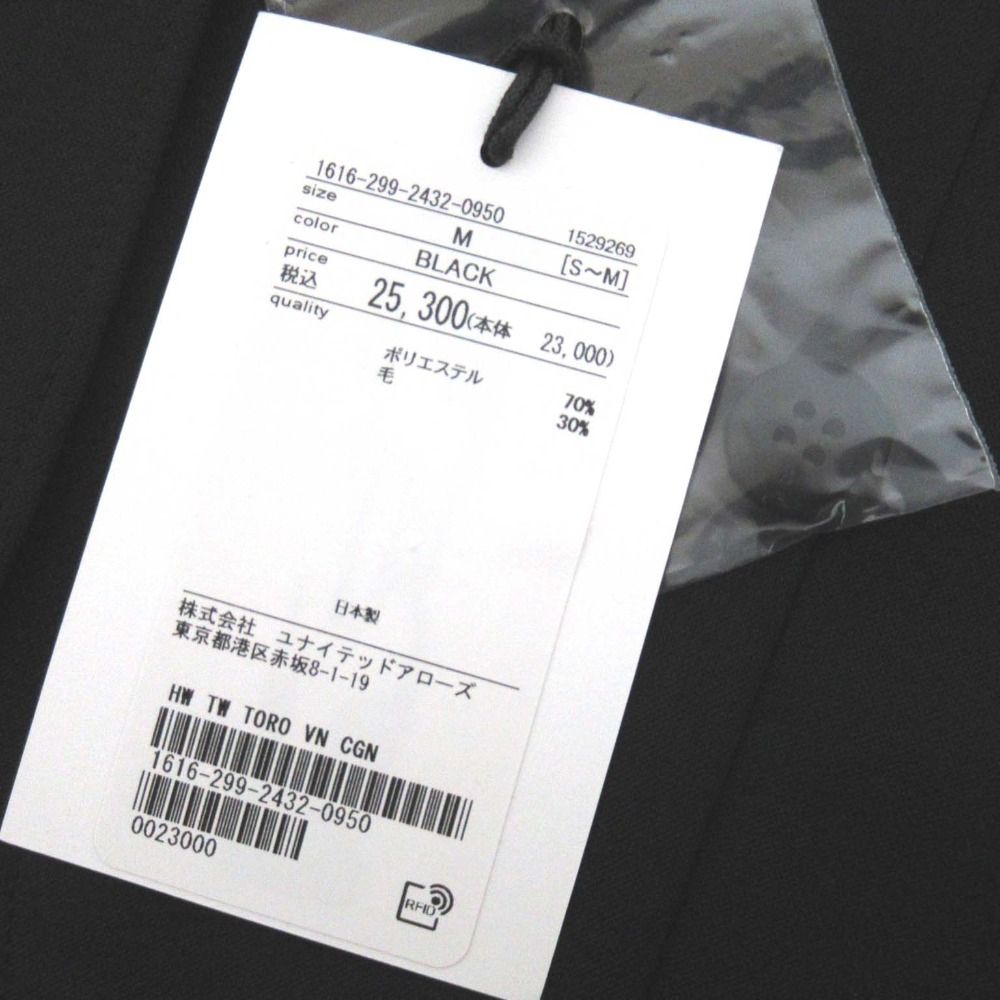 1616-299-2432-0950
size M 1529269
color BLACK [S~M]
price
税込 25,300(本体 23,000)
quality
ポリエステル 70%
毛 30%
日本製
株式会社 ユナイテッドアローズ
東京都港区赤坂8-1-19
HW TW TORO VN CGN
1616-299-2432-0950
0023000
RFID